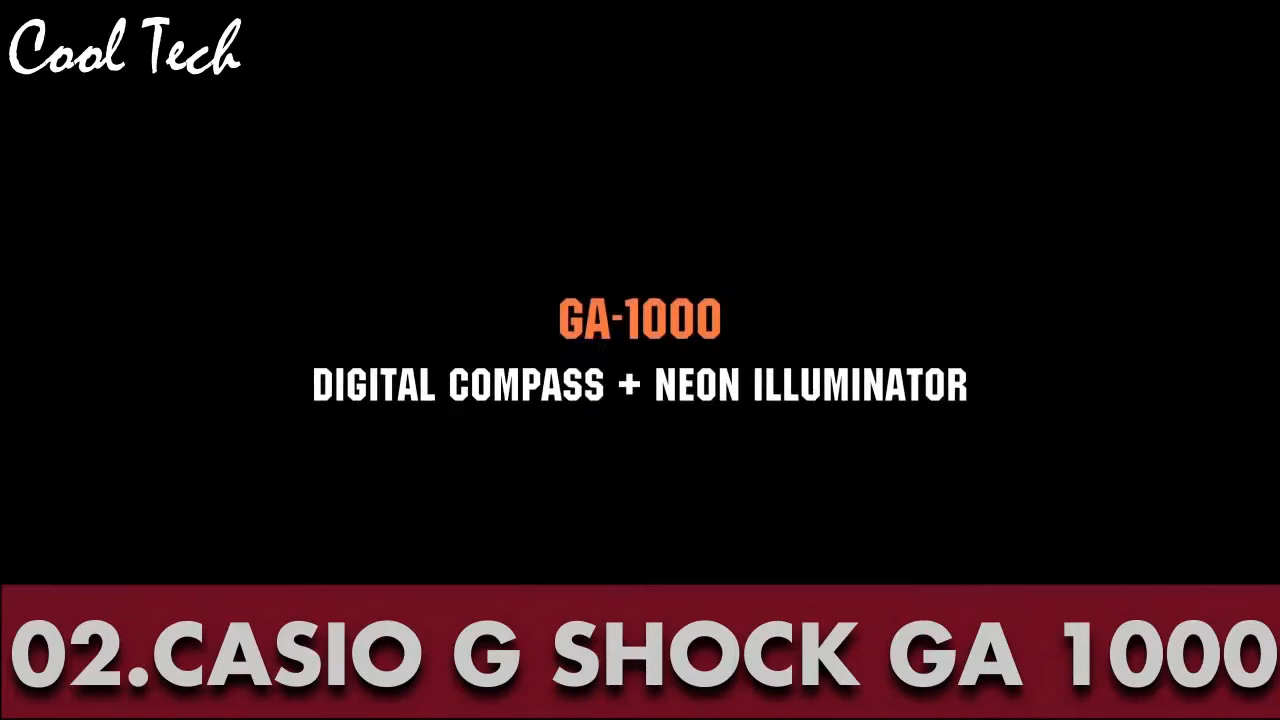 Cool Tech
GA-1000
DIGITAL COMPASS + NEON ILLUMINATOR
02.CASIO G SHOCK GA 1000